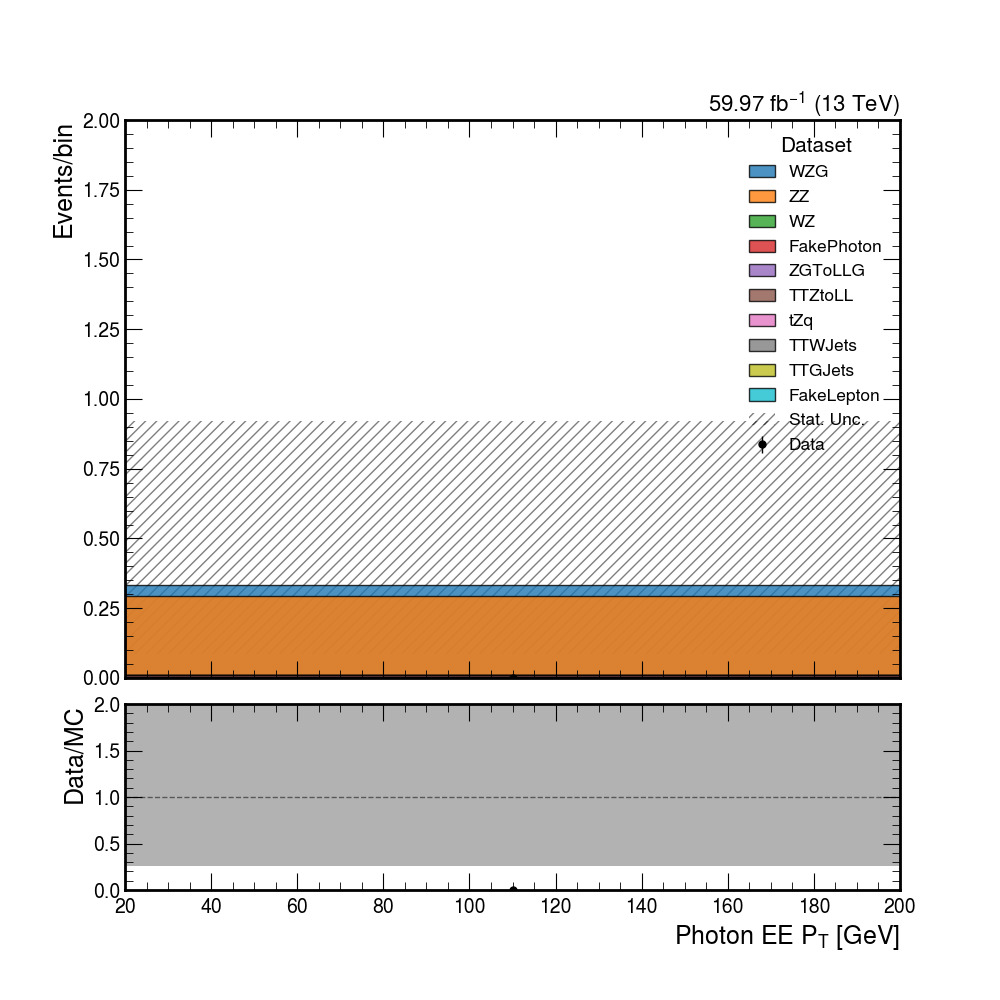 59.97 fb⁻¹ (13 TeV)
Events/bin
2.00
1.75
1.50
1.25
1.00
0.75
0.50
0.25
0.00
Dataset
WZG
ZZ
WZ
FakePhoton
ZGToLLG
TTZtoLL
tZq
TTWJets
TTGJets
FakeLepton
Stat. Unc.
Data
Data/MC
2.0
1.5
1.0
0.5
0.0
20 40 60 80 100 120 140 160 180 200
Photon EE P_T [GeV]